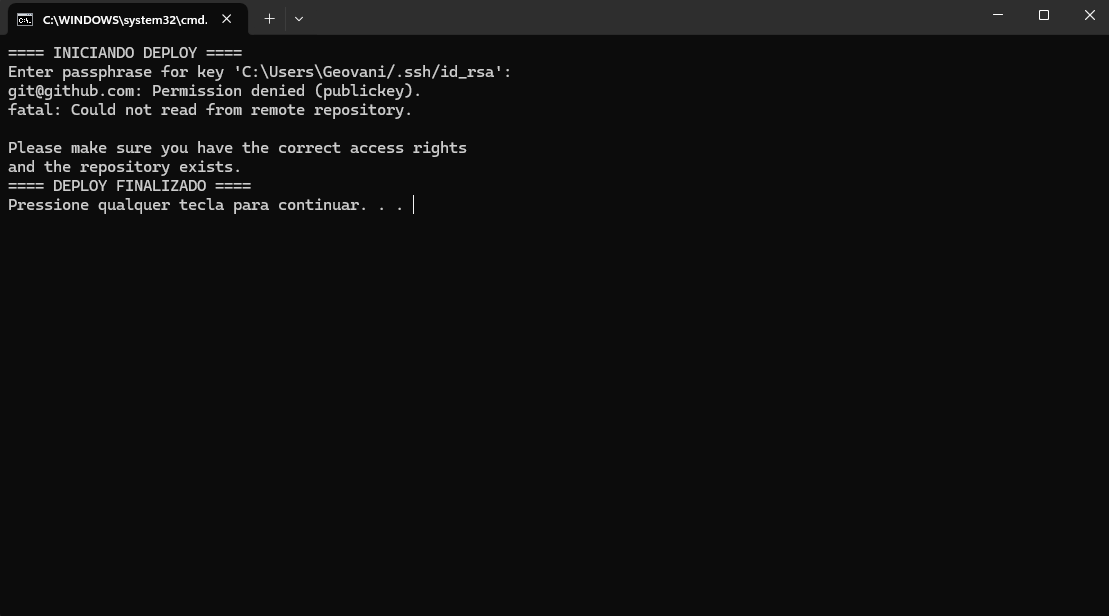 C:\WINDOWS\system32\cmd.
==== INICIANDO DEPLOY ====
Enter passphrase for key 'C:\Users\Geovani/.ssh/id_rsa':
git@github.com: Permission denied (publickey).
fatal: Could not read from remote repository.

Please make sure you have the correct access rights
and the repository exists.
==== DEPLOY FINALIZADO ====
Pressione qualquer tecla para continuar. . .